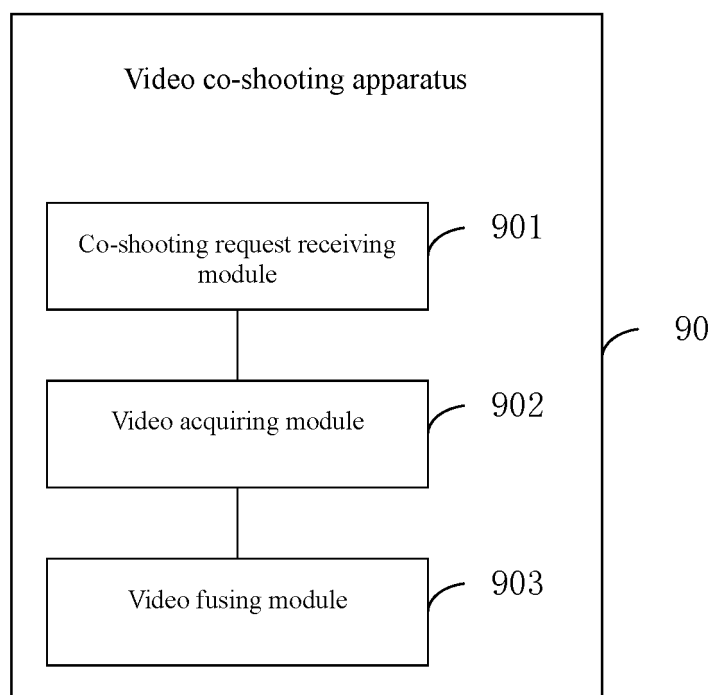 Video co-shooting apparatus
Co-shooting request receiving
module
901
90
Video acquiring module
902
Video fusing module
903